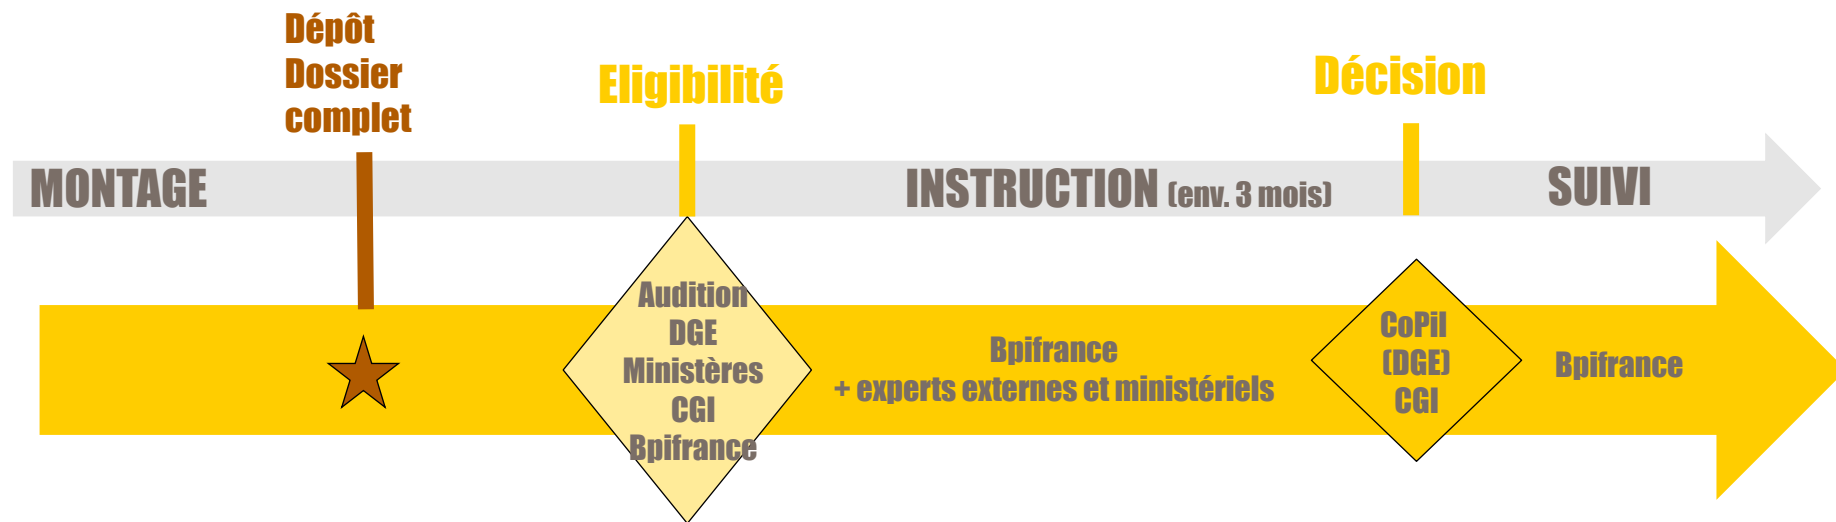 Dépôt
Dossier
complet
Eligibilité
Décision
MONTAGE
INSTRUCTION (env. 3 mois)
SUIVI
Audition
DGE
Ministères
CGI
Bpifrance
Bpifrance
+ experts externes et ministériels
CoPil
(DGE)
CGI
Bpifrance